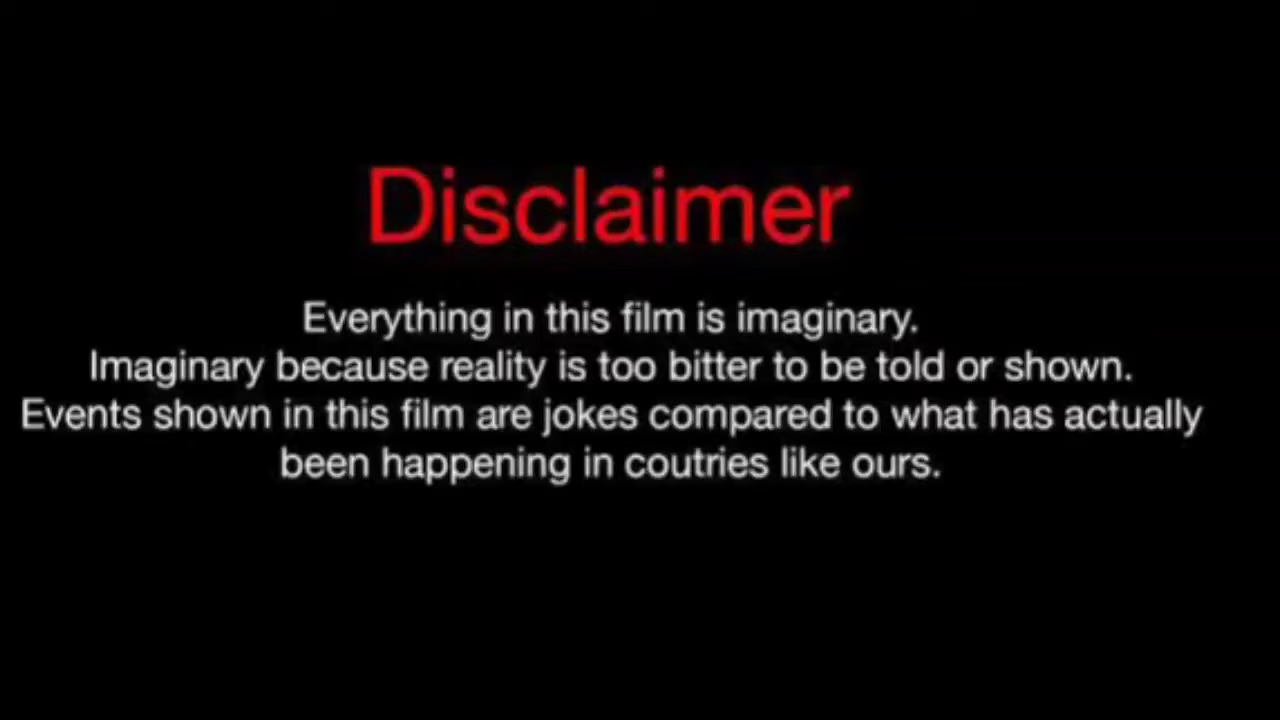 Disclaimer
Everything in this film is imaginary.
Imaginary because reality is too bitter to be told or shown.
Events shown in this film are jokes compared to what has actually
been happening in coutries like ours.